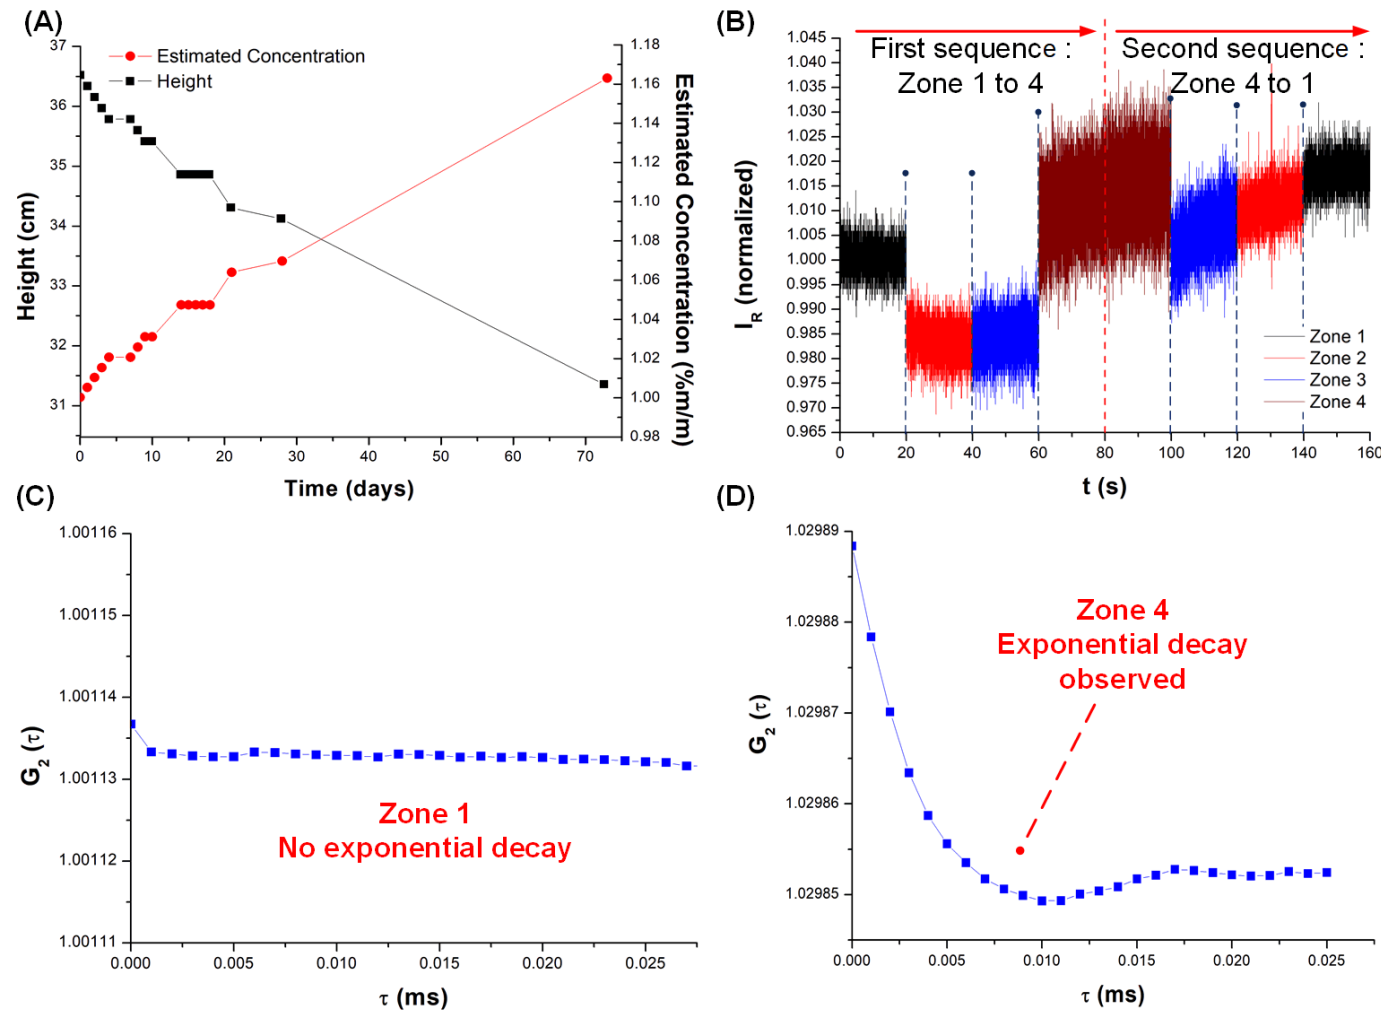 (A)
37
36
35
34
33
32
31
Height (cm)
Estimated Concentration
Height
1.18
1.16
1.14
1.12
1.10
1.08
1.06
1.04
1.02
1.00
0.98
Estimated Concentration (%m/m)
0 10 20 30 40 50 60 70
Time (days)
(B)
1.045
1.040
1.035
1.030
1.025
1.020
1.015
1.010
1.005
1.000
0.995
0.990
0.985
0.980
0.975
0.970
0.965
I_R (normalized)
First sequence :
Zone 1 to 4
Second sequence :
Zone 4 to 1
Zone 1
Zone 2
Zone 3
Zone 4
0 20 40 60 80 100 120 140 160
t (s)
(C)
1.00116
1.00115
1.00114
1.00113
1.00112
1.00111
G₂ (τ)
Zone 1
No exponential decay
0.000 0.005 0.010 0.015 0.020 0.025
τ (ms)
(D)
1.02989
1.02988
1.02987
1.02986
1.02985
G₂ (τ)
Zone 4
Exponential decay
observed
0.000 0.005 0.010 0.015 0.020 0.025
τ (ms)